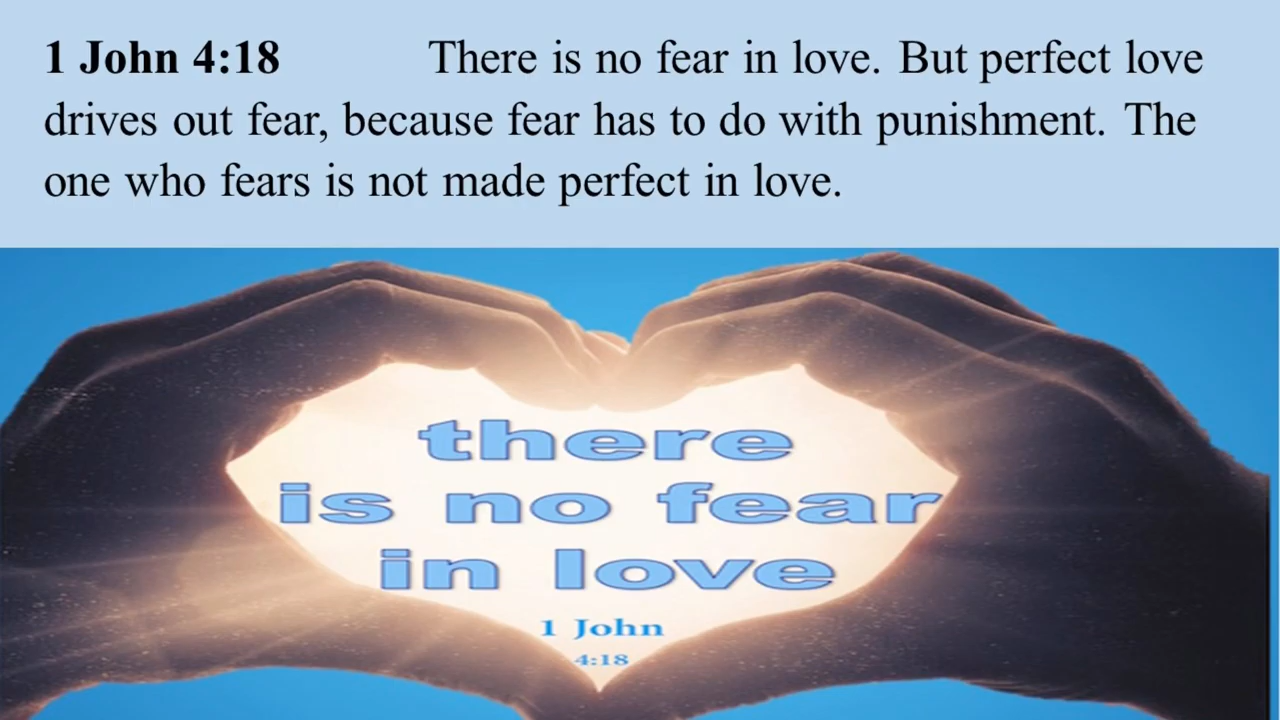 1 John 4:18 There is no fear in love. But perfect love
drives out fear, because fear has to do with punishment. The
one who fears is not made perfect in love.
there
is no fear
in love
1 John
4:18